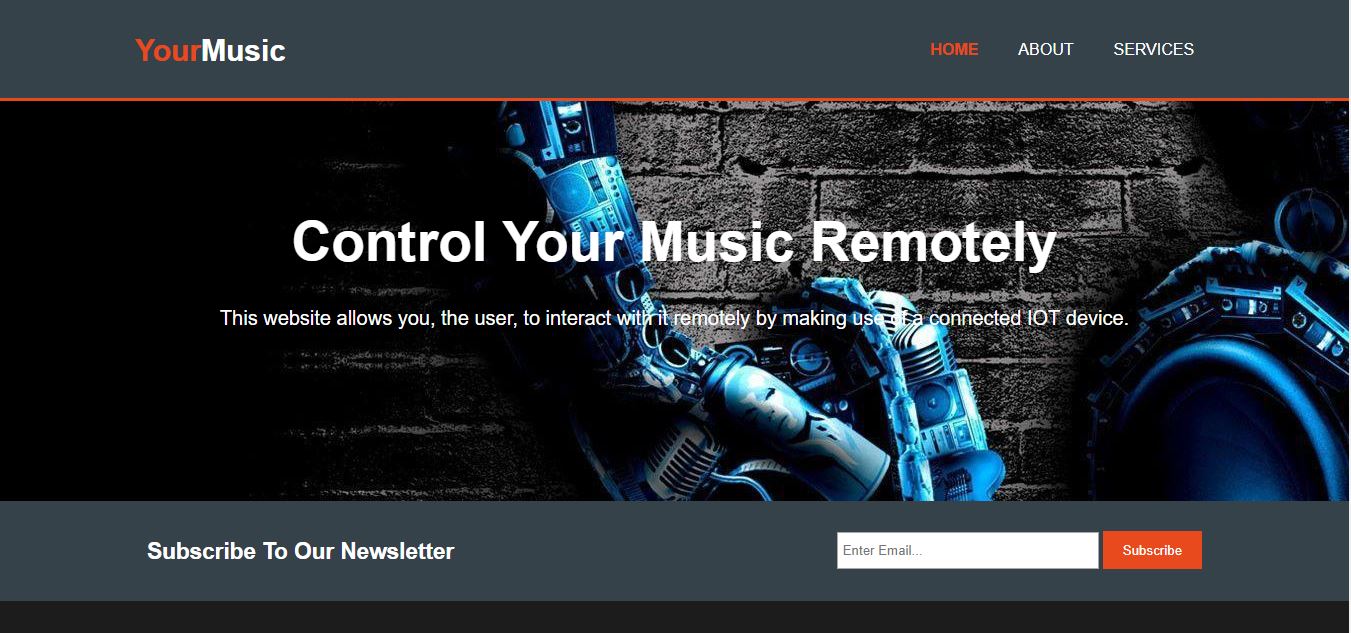 YourMusic
HOME ABOUT SERVICES
Control Your Music Remotely
This website allows you, the user, to interact with it remotely by making use of a connected IOT device.
Subscribe To Our Newsletter
Enter Email...
Subscribe